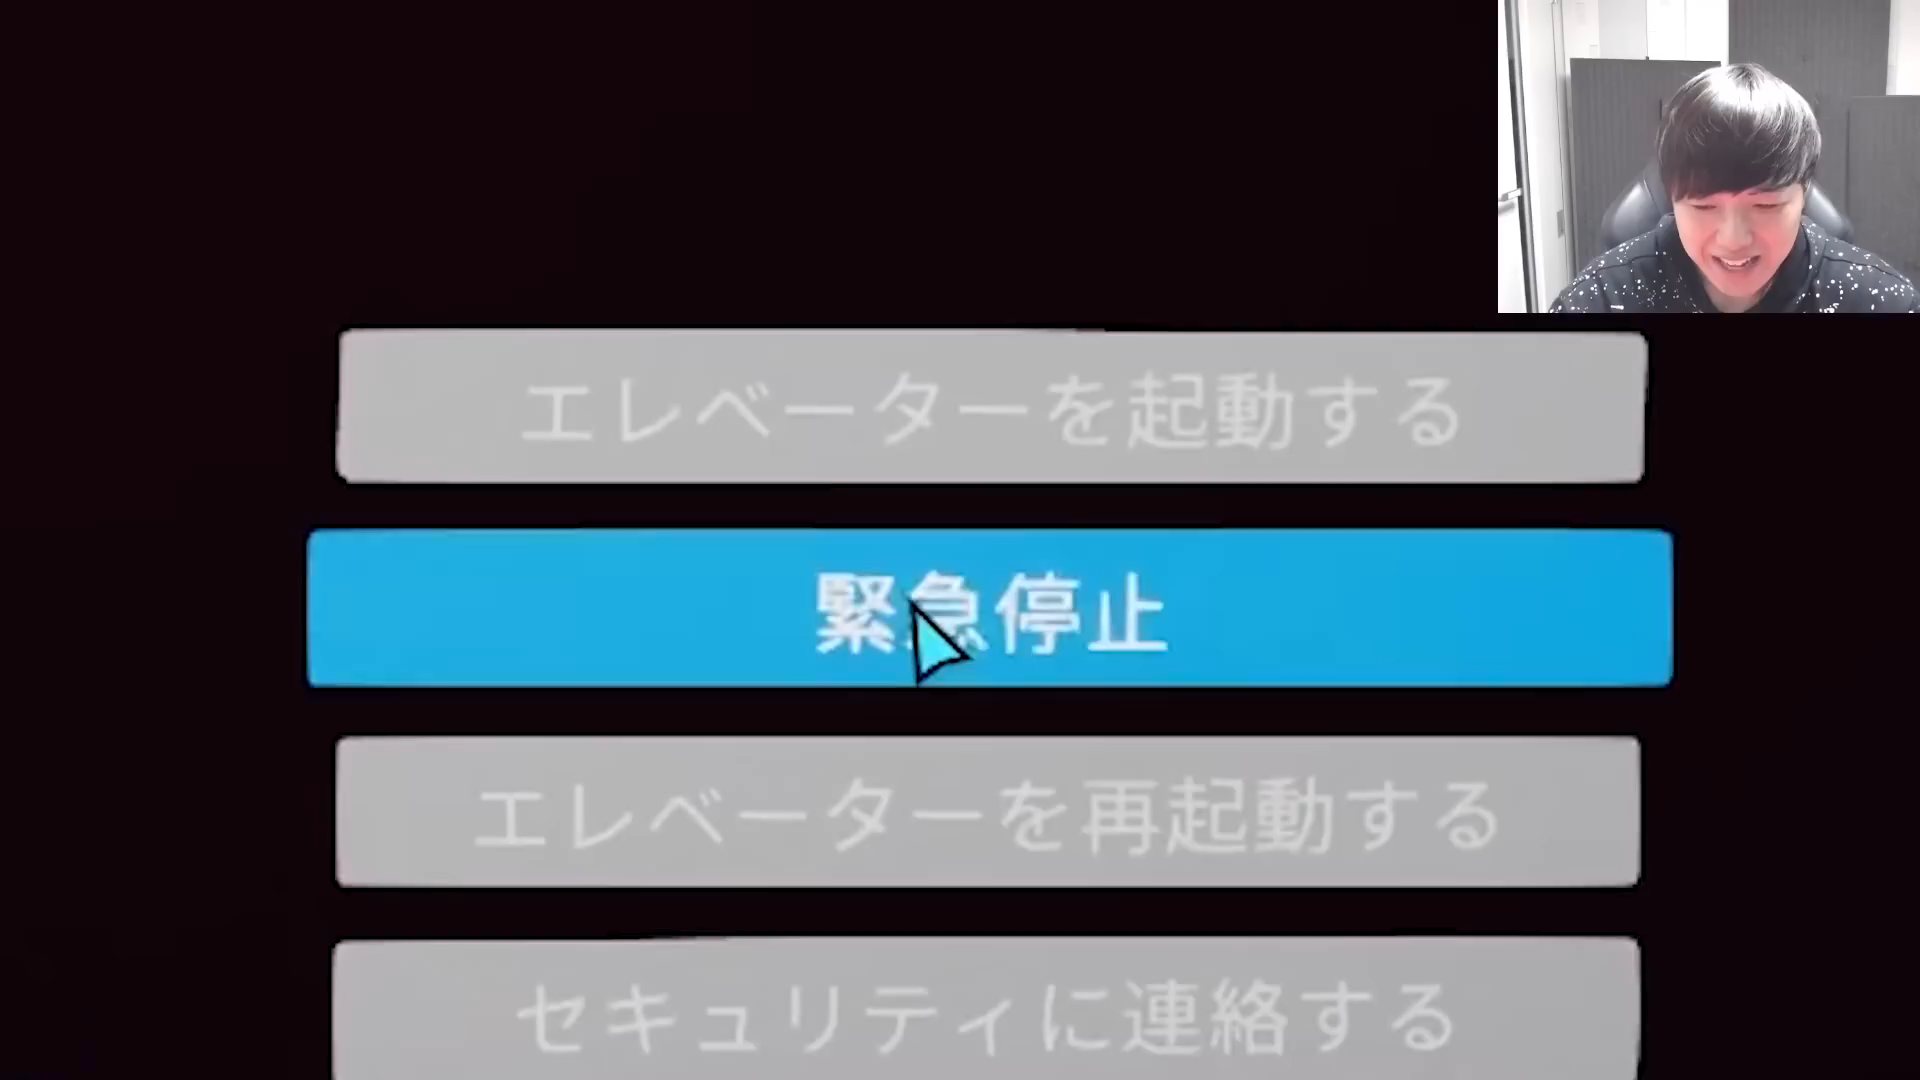 エレベーターを起動する
緊急停止
エレベーターを再起動する
セキュリティに連絡する